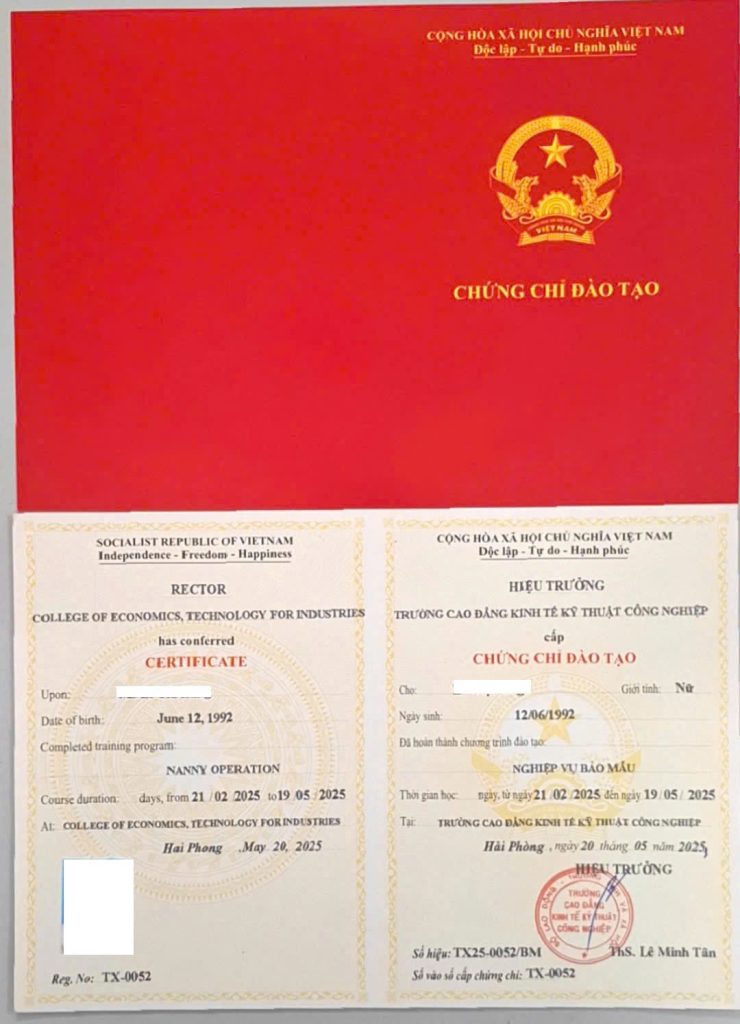 CỘNG HÒA XÃ HỘI CHỦ NGHĨA VIỆT NAM
Độc lập - Tự do - Hạnh phúc
VIỆT NAM
CHỨNG CHỈ ĐÀO TẠO
SOCIALIST REPUBLIC OF VIETNAM
Independence - Freedom - Happiness
RECTOR
COLLEGE OF ECONOMICS, TECHNOLOGY FOR INDUSTRIES
has conferred
CERTIFICATE
Upon:
Date of birth: June 12, 1992
Completed training program:
NANNY OPERATION
Course duration: days, from 21 / 02 / 2025 to 19 / 05 / 2025
At: COLLEGE OF ECONOMICS, TECHNOLOGY FOR INDUSTRIES
Hai Phong , May 20, 2025
Reg. No: TX-0052
CỘNG HÒA XÃ HỘI CHỦ NGHĨA VIỆT NAM
Độc lập - Tự do - Hạnh phúc
HIỆU TRƯỞNG
TRƯỜNG CAO ĐẲNG KINH TẾ KỸ THUẬT CÔNG NGHIỆP
cấp
CHỨNG CHỈ ĐÀO TẠO
Cho: Giới tính: Nữ
Ngày sinh: 12/06/1992
Đã hoàn thành chương trình đào tạo:
NGHIỆP VỤ BẢO MẪU
Thời gian học: ngày, từ ngày 21 / 02 / 2025 đến ngày 19 / 05 / 2025
Tại: TRƯỜNG CAO ĐẲNG KINH TẾ KỸ THUẬT CÔNG NGHIỆP
Hải Phòng , ngày 20 tháng 05 năm 2025
HIỆU TRƯỞNG
TRƯỜNG
CAO ĐẲNG
KINH TẾ KỸ THUẬT
CÔNG NGHIỆP
Số hiệu: TX25-0052/BM ThS. Lê Minh Tân
Số vào sổ cấp chứng chỉ: TX-0052